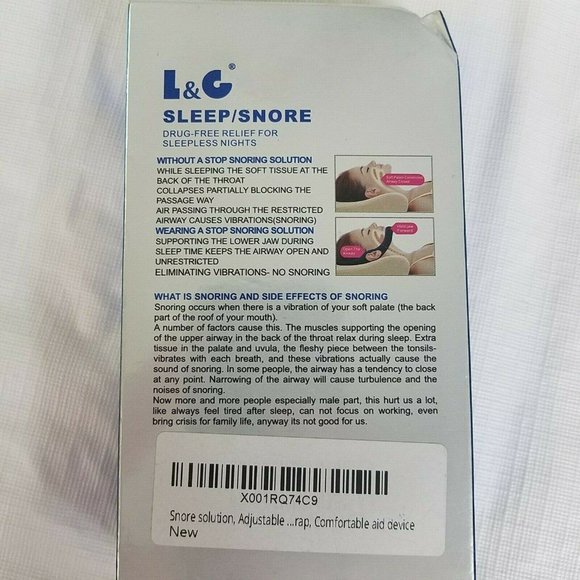 L&G®
SLEEP/SNORE
DRUG-FREE RELIEF FOR
SLEEPLESS NIGHTS
WITHOUT A STOP SNORING SOLUTION
WHILE SLEEPING THE SOFT TISSUE AT THE
BACK OF THE THROAT
COLLAPSES PARTIALLY BLOCKING THE
PASSAGE WAY
AIR PASSING THROUGH THE RESTRICTED
AIRWAY CAUSES VIBRATIONS(SNORING)
Airway Closed
WEARING A STOP SNORING SOLUTION
SUPPORTING THE LOWER JAW DURING
SLEEP TIME KEEPS THE AIRWAY OPEN AND
UNRESTRICTED
ELIMINATING VIBRATIONS- NO SNORING
Hold Jaw
Forward
Open The
Airway
WHAT IS SNORING AND SIDE EFFECTS OF SNORING
Snoring occurs when there is a vibration of your soft palate (the back
part of the roof of your mouth).
A number of factors cause this. The muscles supporting the opening
of the upper airway in the back of the throat relax during sleep. Extra
tissue in the palate and uvula, the fleshy piece between the tonsils-
vibrates with each breath, and these vibrations actually cause the
sound of snoring. In some people, the airway has a tendency to close
at any point. Narrowing of the airway will cause turbulence and the
noises of snoring.
Now more and more people especially male part, this hurt us a lot,
like always feel tired after sleep, can not focus on working, even
bring crisis for family life, anyway its not good for us.
X001RQ74C9
Snore solution, Adjustable ...rap, Comfortable aid device
New